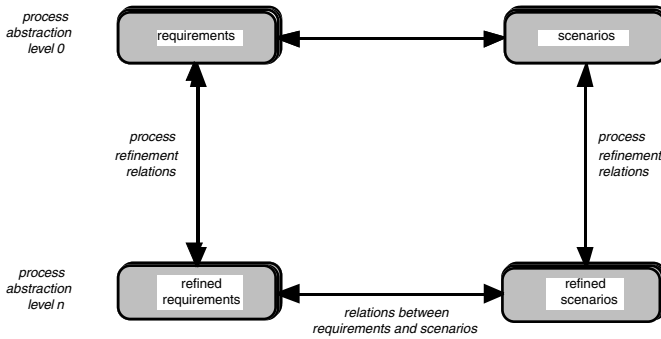 process
abstraction
level 0
requirements
scenarios
process
refinement
relations
process
refinement
relations
process
abstraction
level n
refined
requirements
refined
scenarios
relations between
requirements and scenarios